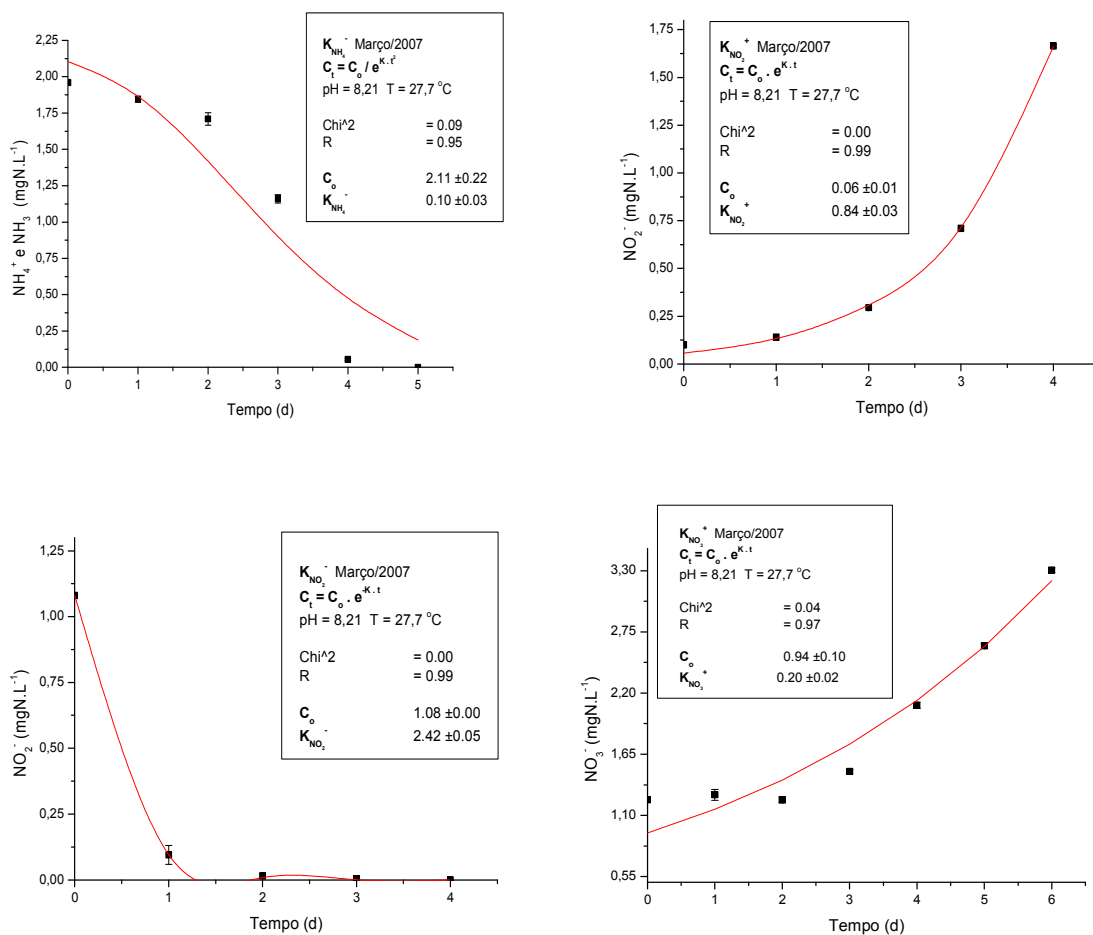 K_NH₄⁻ Março/2007
C_t = C_o / e^K.t²
pH = 8,21 T = 27,7 °C
Chi^2 = 0.09
R = 0.95
C_o 2.11 ±0.22
K_NH₄⁻ 0.10 ±0.03
2,25
2,00
1,75
1,50
1,25
1,00
0,75
0,50
0,25
0,00
NH₄⁺ e NH₃ (mgN.L⁻¹)
0 1 2 3 4 5
Tempo (d)
K_NO₂⁺ Março/2007
C_t = C_o . e^K.t
pH = 8,21 T = 27,7 °C
Chi^2 = 0.00
R = 0.99
C_o 0.06 ±0.01
K_NO₂⁺ 0.84 ±0.03
1,75
1,50
1,75
1,00
0,75
0,50
0,25
0,00
NO₂⁻ (mgN.L⁻¹)
0 1 2 3 4
Tempo (d)
K_NO₂⁻ Março/2007
C_t = C_o . e^-K.t
pH = 8,21 T = 27,7 °C
Chi^2 = 0.00
R = 0.99
C_o 1.08 ±0.00
K_NO₂⁻ 2.42 ±0.05
1,25
1,00
0,75
0,50
0,25
0,00
NO₂⁻ (mgN.L⁻¹)
0 1 2 3 4
Tempo (d)
K_NO₃⁺ Março/2007
C_t = C_o . e^K.t
pH = 8,21 T = 27,7 °C
Chi^2 = 0.04
R = 0.97
C_o 0.94 ±0.10
K_NO₃⁺ 0.20 ±0.02
3,30
2,75
2,20
1,65
1,10
0,55
NO₃⁻ (mgN.L⁻¹)
0 1 2 3 4 5 6
Tempo (d)